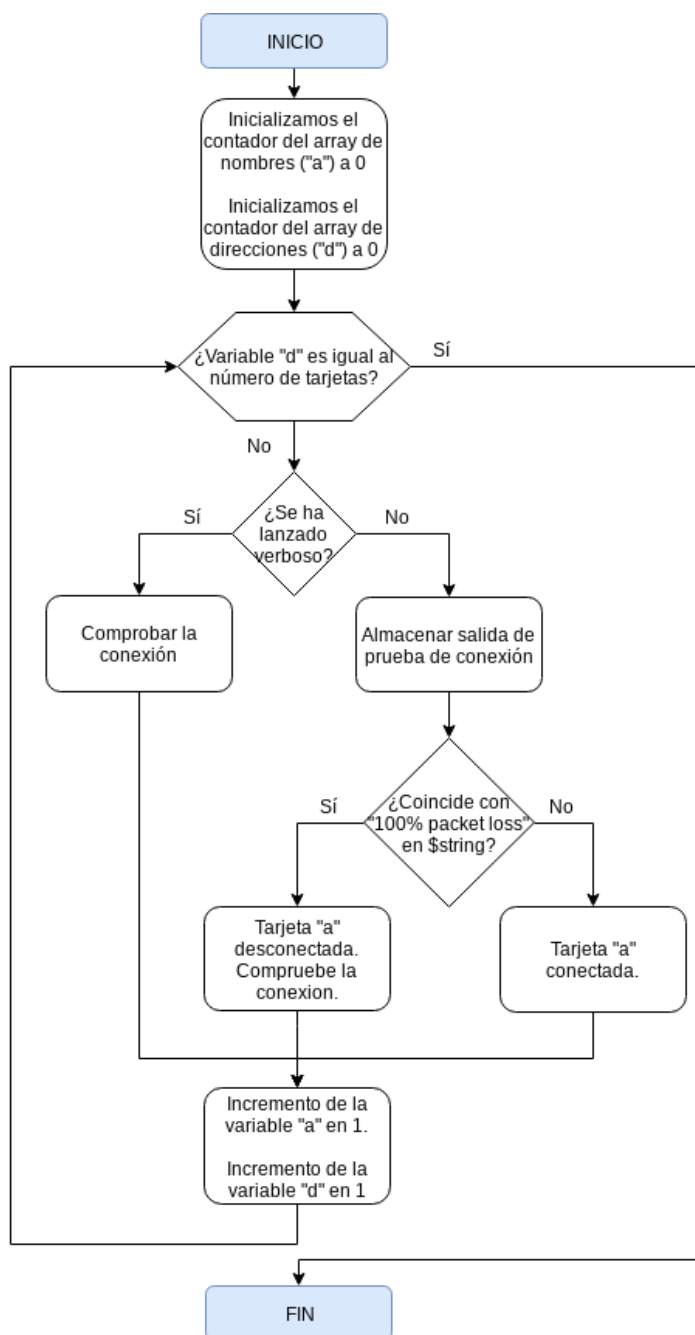 INICIO
Inicializamos el
contador del array de
nombres ("a") a 0
Inicializamos el
contador del array de
direcciones ("d") a 0
¿Variable "d" es igual al
número de tarjetas?
Sí
No
¿Se ha
lanzado
verboso?
Sí
No
Comprobar la
conexión
Almacenar salida de
prueba de conexión
¿Coincide con
"100% packet loss"
en $string?
Sí
No
Tarjeta "a"
desconectada.
Compruebe la
conexion.
Tarjeta "a"
conectada.
Incremento de la
variable "a" en 1.
Incremento de la
variable "d" en 1
FIN